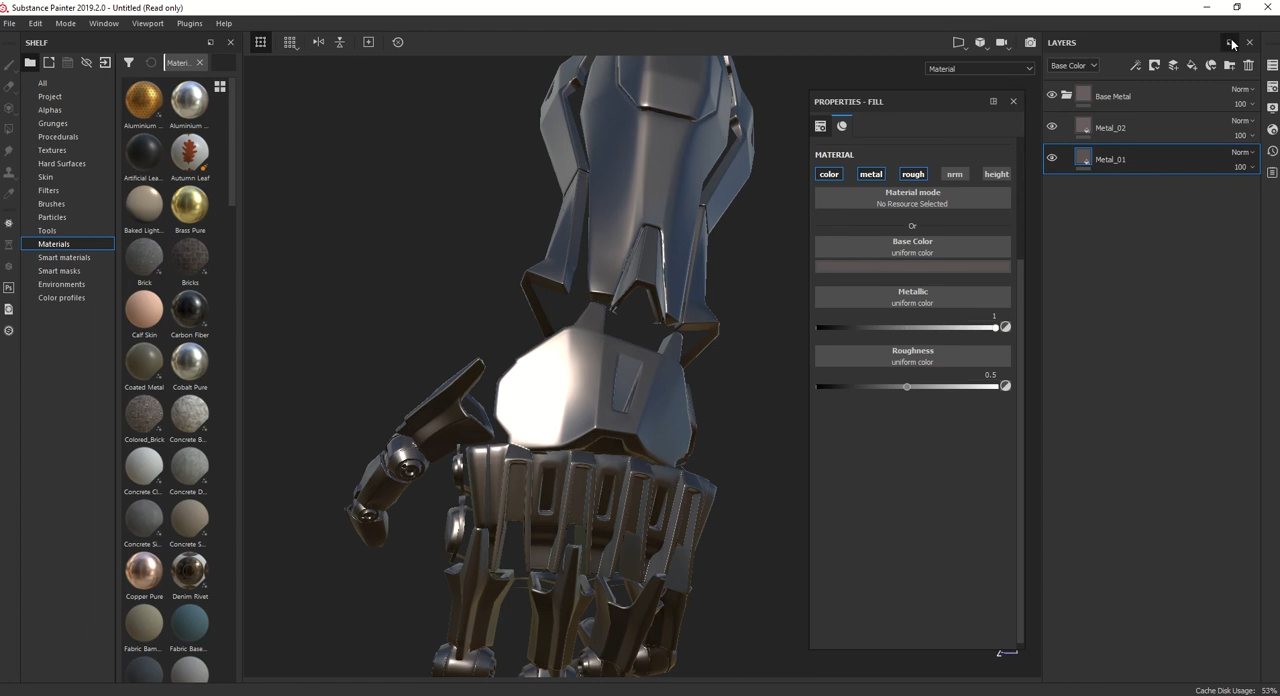 Substance Painter 2019.2.0 - Untitled (Read only)
File Edit Mode Window Viewport Plugins Help
SHELF
Materi...
All
Project
Alphas
Grunges
Procedurals
Textures
Hard Surfaces
Skin
Filters
Brushes
Particles
Tools
Materials
Smart materials
Smart masks
Environments
Color profiles
Aluminium ... Aluminium ...
Artificial Lea... Autumn Leaf
Baked Light... Brass Pure
Brick Bricks
Calf Skin Carbon Fiber
Coated Metal Cobalt Pure
Colored_Brick Concrete B...
Concrete Cl... Concrete D...
Concrete Si... Concrete S...
Copper Pure Denim Rivet
Fabric Bam... Fabric Base...
Ps
Material
PROPERTIES - FILL
MATERIAL
color metal rough nrm height
Material mode
No Resource Selected
Or
Base Color
uniform color
Metallic
uniform color
1
Roughness
uniform color
0.5
LAYERS
Base Color
Base Metal
Norm
100
Metal_02
Norm
100
Metal_01
Norm
100
Cache Disk Usage: 53%